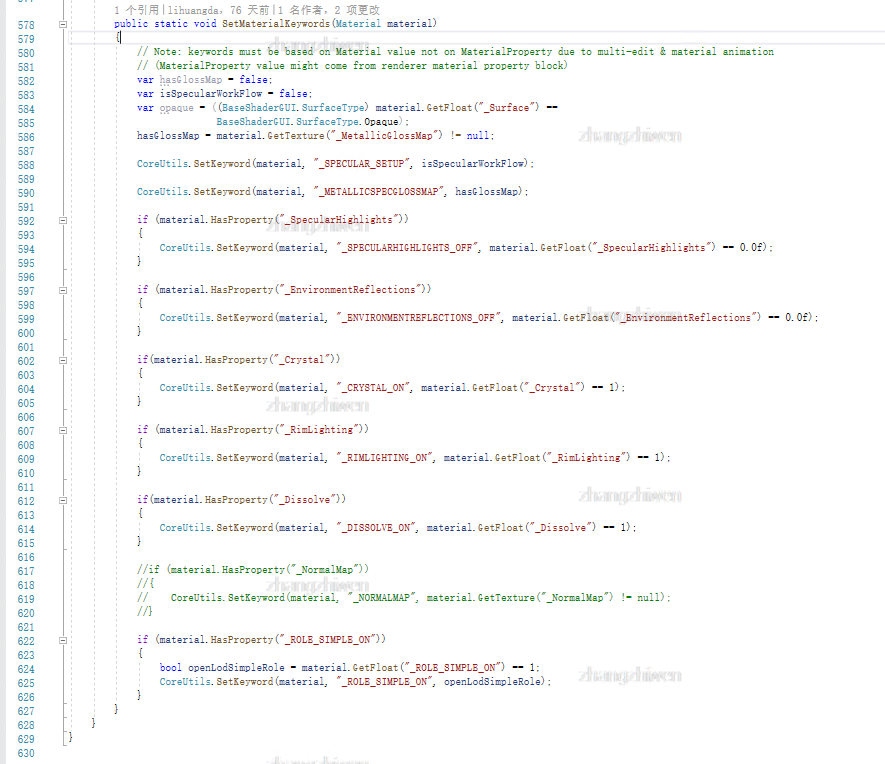 1 个引用|lihuangda，76 天前|1 名作者，2 项更改
578 public static void SetMaterialKeywords(Material material)
579 {
580 // Note: keywords must be based on Material value not on MaterialProperty due to multi-edit & material animation
581 // (MaterialProperty value might come from renderer material property block)
582 var hasGlossMap = false;
583 var isSpecularWorkFlow = false;
584 var opaque = ((BaseShaderGUI.SurfaceType) material.GetFloat("_Surface") ==
585 BaseShaderGUI.SurfaceType.Opaque);
586 hasGlossMap = material.GetTexture("_MetallicGlossMap") != null;
587
588 CoreUtils.SetKeyword(material, "_SPECULAR_SETUP", isSpecularWorkFlow);
589
590 CoreUtils.SetKeyword(material, "_METALLICSPECGLOSSMAP", hasGlossMap);
591
592 if (material.HasProperty("_SpecularHighlights"))
593 {
594 CoreUtils.SetKeyword(material, "_SPECULARHIGHLIGHTS_OFF", material.GetFloat("_SpecularHighlights") == 0.0f);
595 }
596
597 if (material.HasProperty("_EnvironmentReflections"))
598 {
599 CoreUtils.SetKeyword(material, "_ENVIRONMENTREFLECTIONS_OFF", material.GetFloat("_EnvironmentReflections") == 0.0f);
600 }
601
602 if(material.HasProperty("_Crystal"))
603 {
604 CoreUtils.SetKeyword(material, "_CRYSTAL_ON", material.GetFloat("_Crystal") == 1);
605 }
606
607 if (material.HasProperty("_RimLighting"))
608 {
609 CoreUtils.SetKeyword(material, "_RIMLIGHTING_ON", material.GetFloat("_RimLighting") == 1);
610 }
611
612 if(material.HasProperty("_Dissolve"))
613 {
614 CoreUtils.SetKeyword(material, "_DISSOLVE_ON", material.GetFloat("_Dissolve") == 1);
615 }
616
617 //if (material.HasProperty("_NormalMap"))
618 //{
619 // CoreUtils.SetKeyword(material, "_NORMALMAP", material.GetTexture("_NormalMap") != null);
620 //}
621
622 if (material.HasProperty("_ROLE_SIMPLE_ON"))
623 {
624 bool openLodSimpleRole = material.GetFloat("_ROLE_SIMPLE_ON") == 1;
625 CoreUtils.SetKeyword(material, "_ROLE_SIMPLE_ON", openLodSimpleRole);
626 }
627 }
628 }
629 }
630